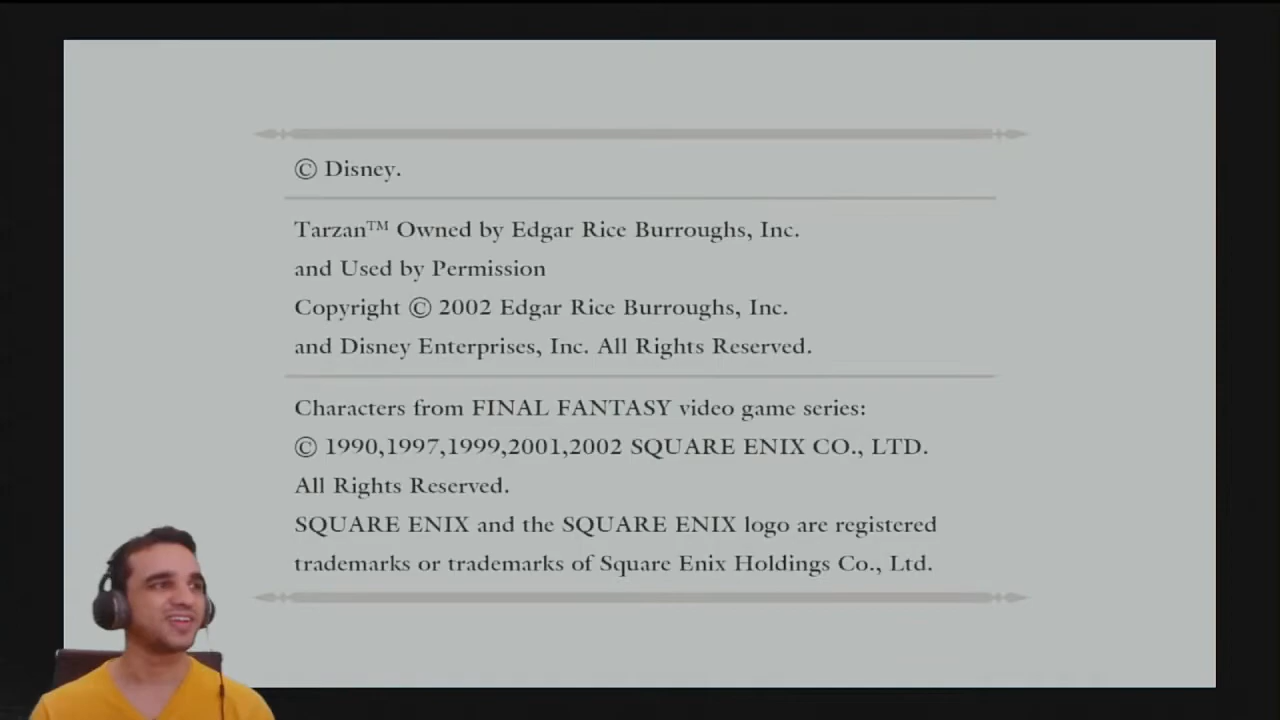 © Disney.
Tarzan™ Owned by Edgar Rice Burroughs, Inc.
and Used by Permission
Copyright © 2002 Edgar Rice Burroughs, Inc.
and Disney Enterprises, Inc. All Rights Reserved.
Characters from FINAL FANTASY video game series:
© 1990,1997,1999,2001,2002 SQUARE ENIX CO., LTD.
All Rights Reserved.
SQUARE ENIX and the SQUARE ENIX logo are registered
trademarks or trademarks of Square Enix Holdings Co., Ltd.